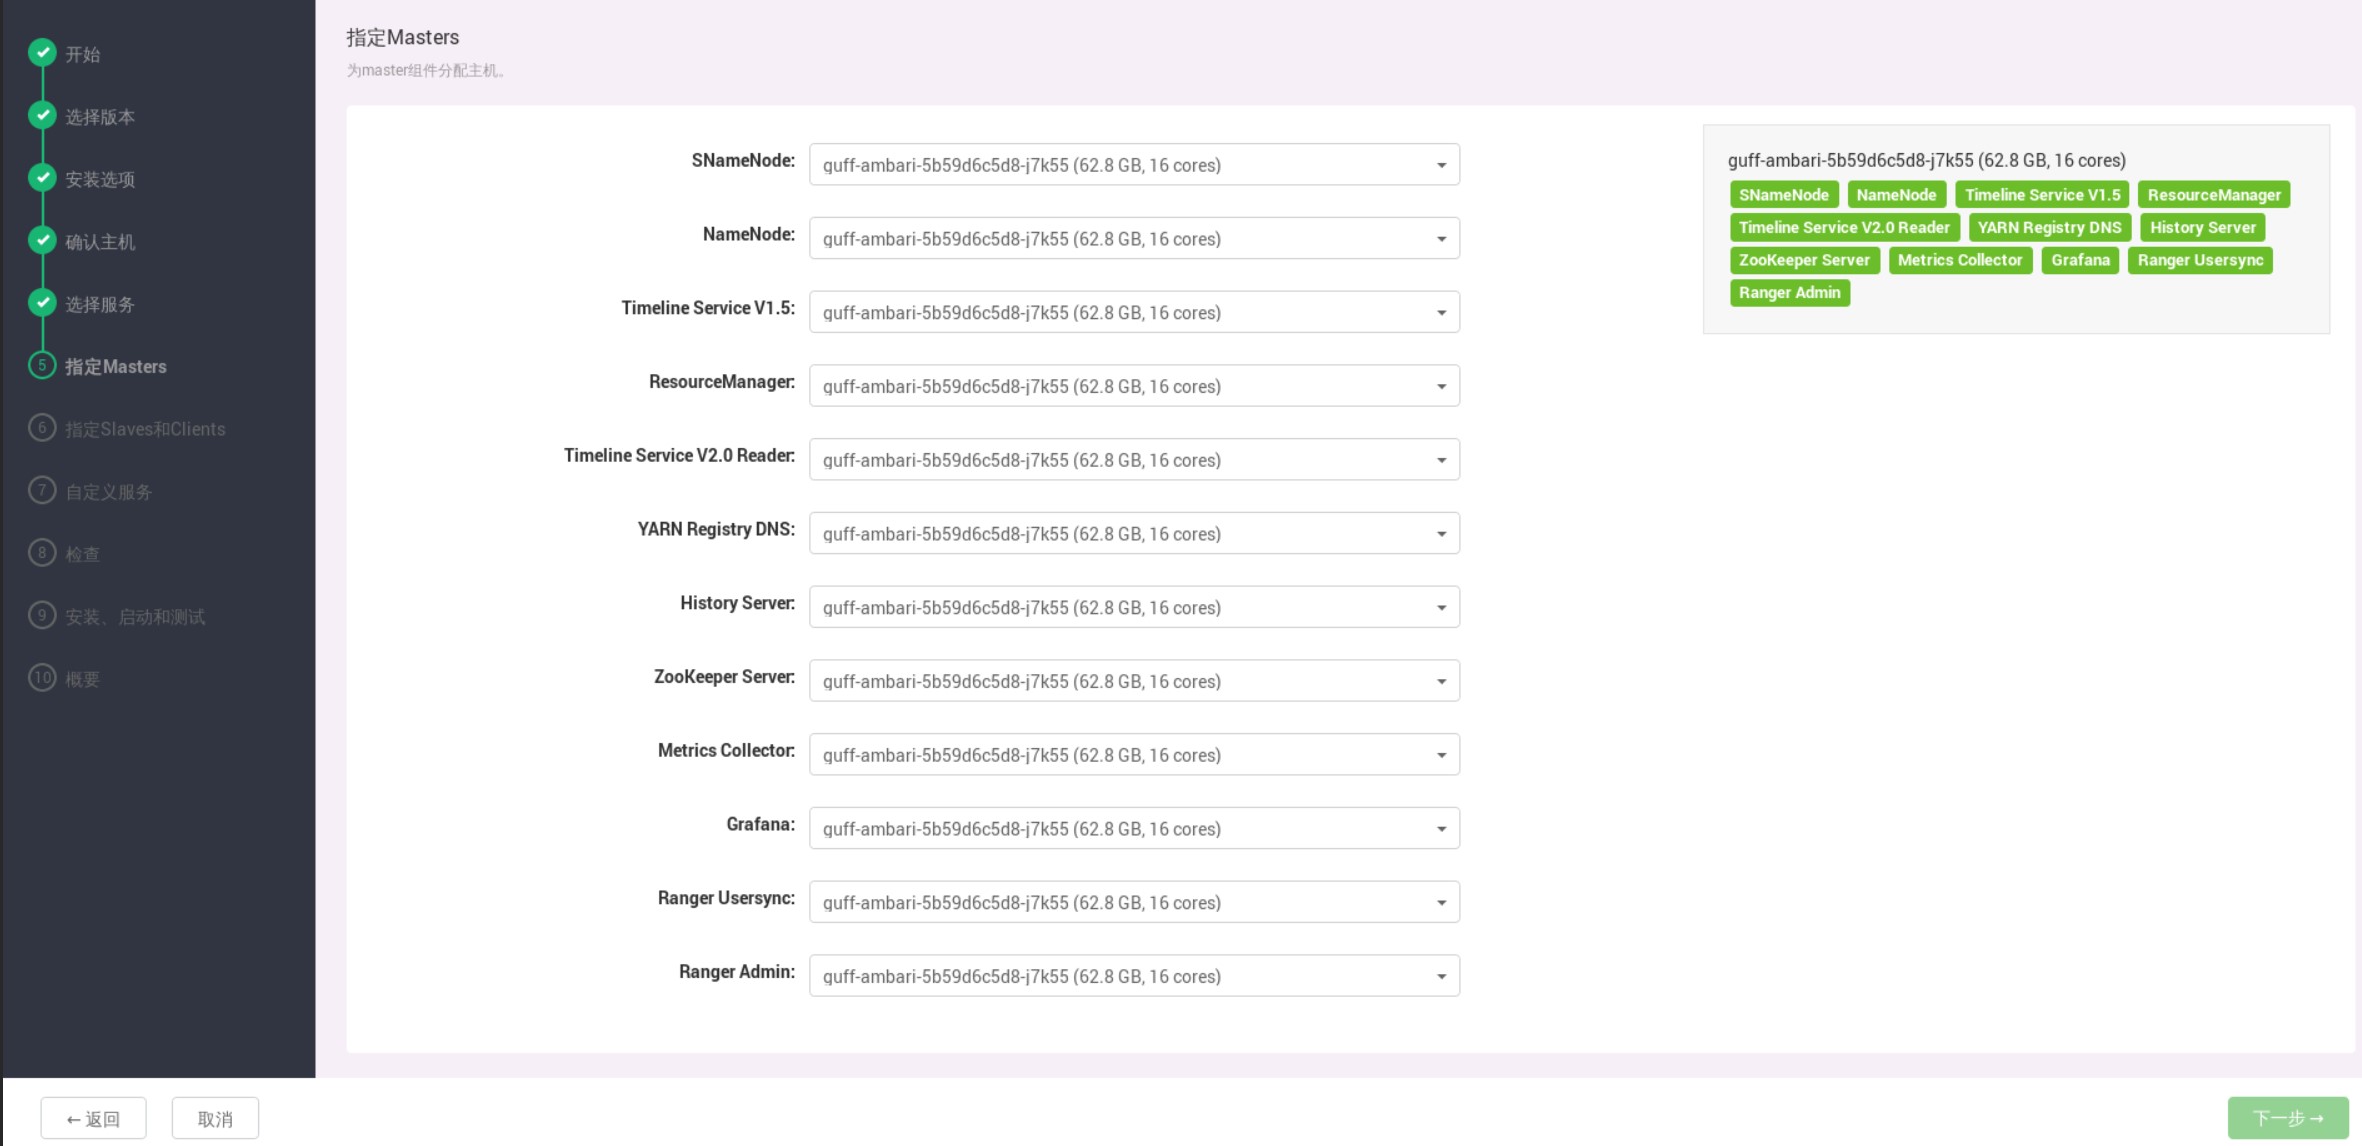 开始
选择版本
安装选项
确认主机
选择服务
5 指定Masters
6 指定Slaves和Clients
7 自定义服务
8 检查
9 安装、启动和测试
10 概要
指定Masters
为master组件分配主机。
SNameNode: guff-ambari-5b59d6c5d8-j7k55 (62.8 GB, 16 cores)
NameNode: guff-ambari-5b59d6c5d8-j7k55 (62.8 GB, 16 cores)
Timeline Service V1.5: guff-ambari-5b59d6c5d8-j7k55 (62.8 GB, 16 cores)
ResourceManager: guff-ambari-5b59d6c5d8-j7k55 (62.8 GB, 16 cores)
Timeline Service V2.0 Reader: guff-ambari-5b59d6c5d8-j7k55 (62.8 GB, 16 cores)
YARN Registry DNS: guff-ambari-5b59d6c5d8-j7k55 (62.8 GB, 16 cores)
History Server: guff-ambari-5b59d6c5d8-j7k55 (62.8 GB, 16 cores)
ZooKeeper Server: guff-ambari-5b59d6c5d8-j7k55 (62.8 GB, 16 cores)
Metrics Collector: guff-ambari-5b59d6c5d8-j7k55 (62.8 GB, 16 cores)
Grafana: guff-ambari-5b59d6c5d8-j7k55 (62.8 GB, 16 cores)
Ranger Usersync: guff-ambari-5b59d6c5d8-j7k55 (62.8 GB, 16 cores)
Ranger Admin: guff-ambari-5b59d6c5d8-j7k55 (62.8 GB, 16 cores)
guff-ambari-5b59d6c5d8-j7k55 (62.8 GB, 16 cores)
SNameNode NameNode Timeline Service V1.5 ResourceManager
Timeline Service V2.0 Reader YARN Registry DNS History Server
ZooKeeper Server Metrics Collector Grafana Ranger Usersync
Ranger Admin
←返回 取消 下一步→